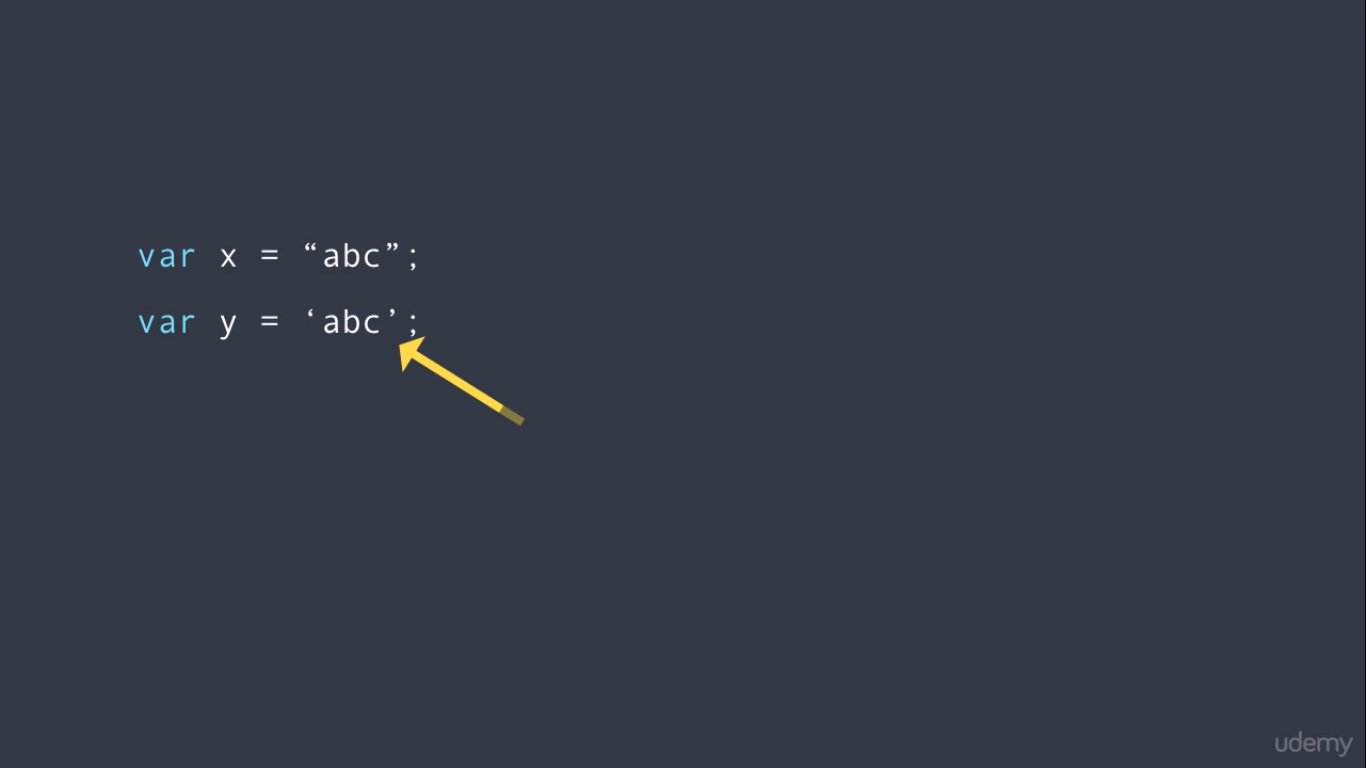 var x = “abc”;
var y = ‘abc’;
udemy